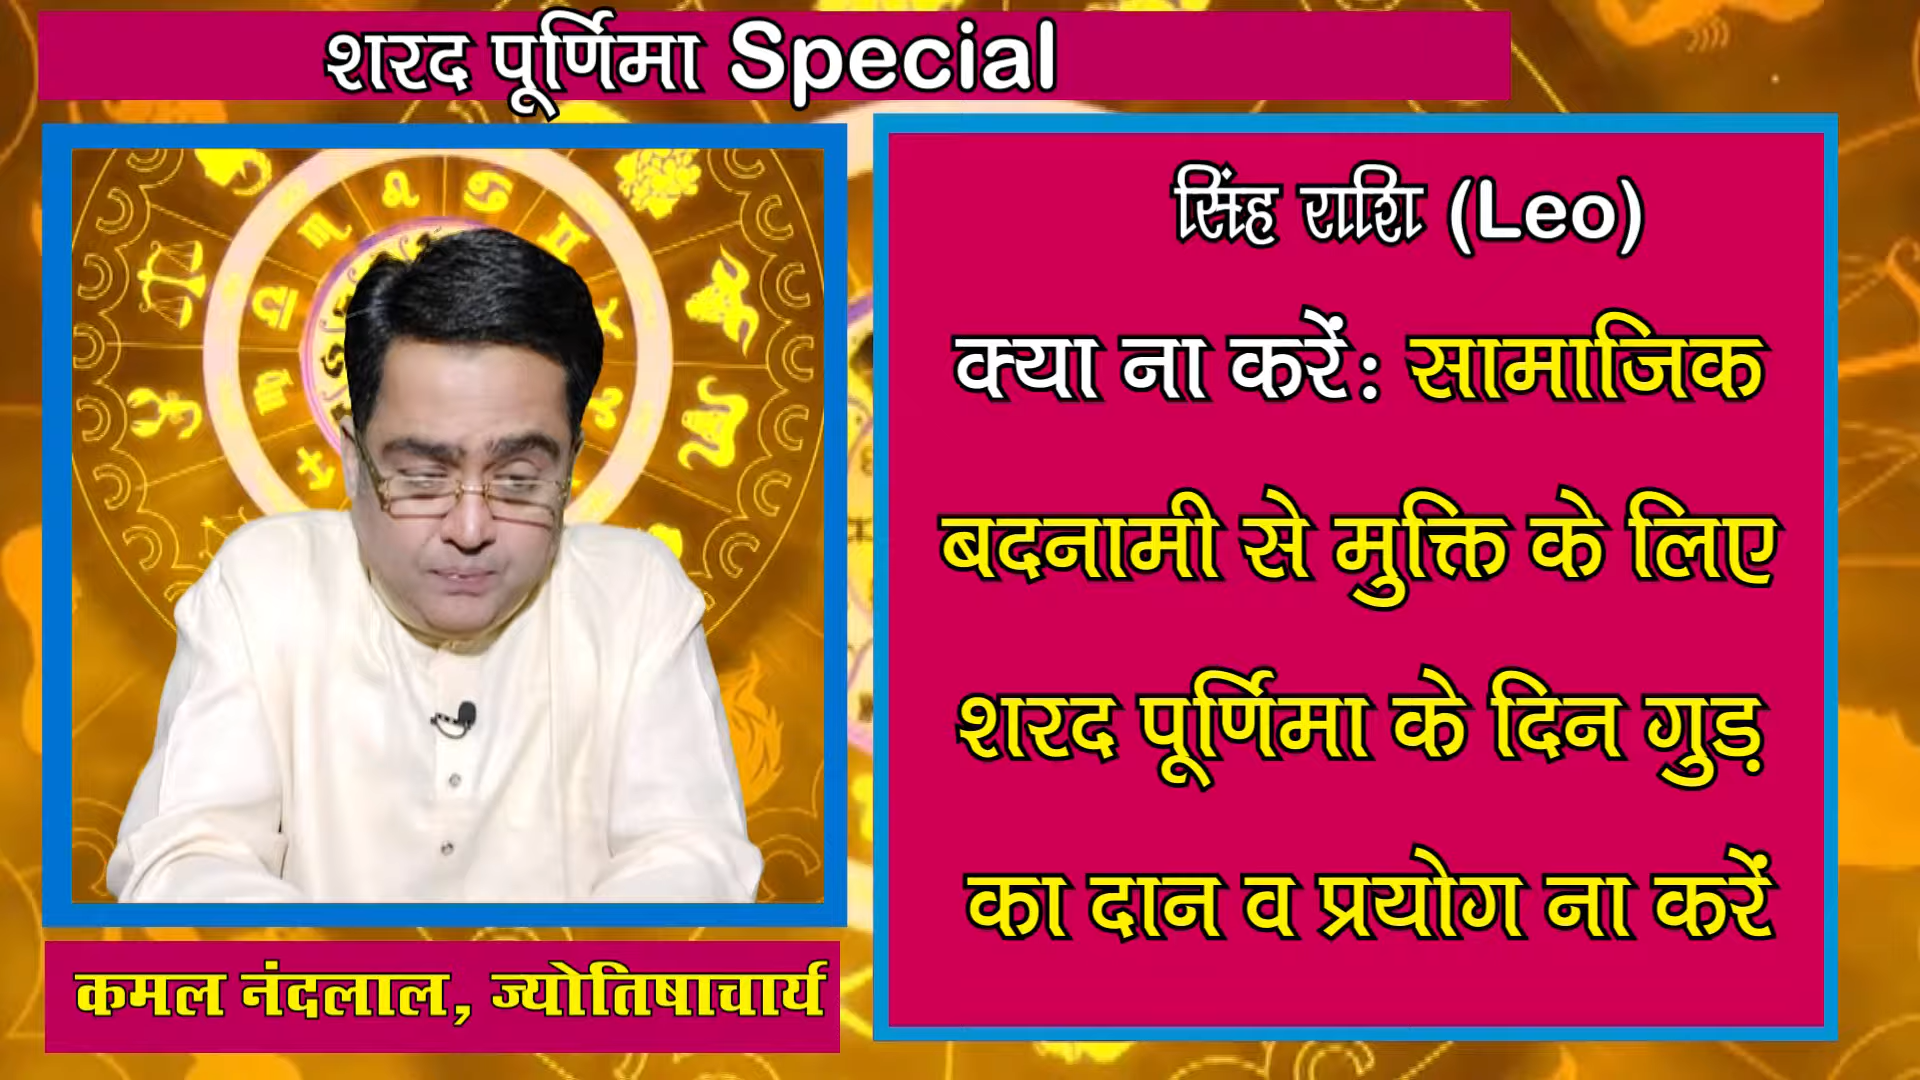 शरद पूर्णिमा Special
सिंह राशि (Leo)
क्या ना करें: सामाजिक
बदनामी से मुक्ति के लिए
शरद पूर्णिमा के दिन गुड़
का दान व प्रयोग ना करें
कमल नंदलाल, ज्योतिषाचार्य